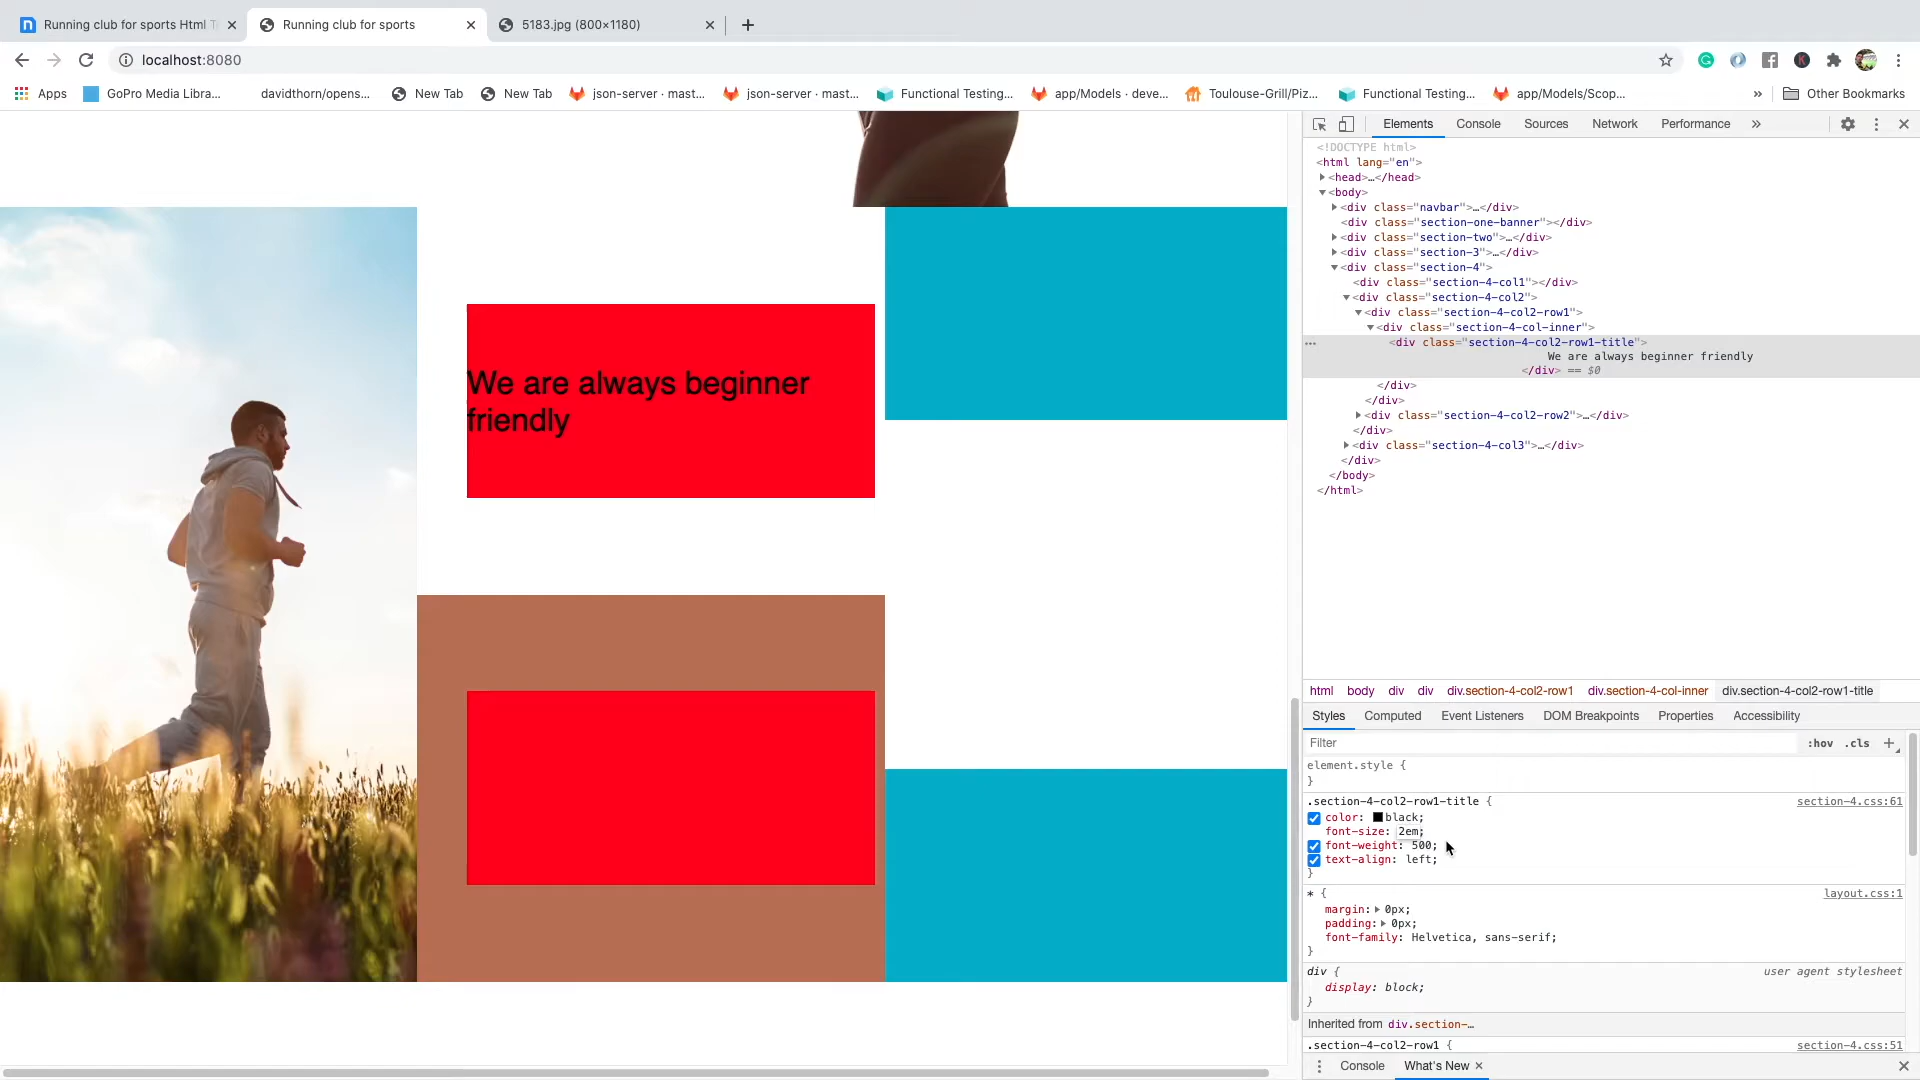 Running club for sports Html T
Running club for sports
5183.jpg (800×1180)
localhost:8080
Apps
GoPro Media Libra...
davidthorn/opens...
New Tab
New Tab
json-server · mast...
json-server · mast...
Functional Testing...
app/Models · deve...
Toulouse-Grill/Piz...
Functional Testing...
app/Models/Scop...
»
Other Bookmarks
Elements
Console
Sources
Network
Performance
»
<!DOCTYPE html>
<html lang="en">
<head>…</head>
<body>
<div class="navbar">…</div>
<div class="section-one-banner"></div>
<div class="section-two">…</div>
<div class="section-3">…</div>
<div class="section-4">
<div class="section-4-col1"></div>
<div class="section-4-col2">
<div class="section-4-col2-row1">
<div class="section-4-col-inner">
<div class="section-4-col2-row1-title">
We are always beginner friendly
</div> == $0
</div>
</div>
<div class="section-4-col2-row2">…</div>
</div>
<div class="section-4-col3">…</div>
</div>
</body>
</html>
We are always beginner
friendly
html body div div div.section-4-col2-row1 div.section-4-col-inner div.section-4-col2-row1-title
Styles Computed Event Listeners DOM Breakpoints Properties Accessibility
Filter
:hov .cls +
element.style {
}
.section-4-col2-row1-title {
section-4.css:61
color: black;
font-size: 2em;
font-weight: 500;
text-align: left;
}
* {
layout.css:1
margin: 0px;
padding: 0px;
font-family: Helvetica, sans-serif;
}
div {
user agent stylesheet
display: block;
}
Inherited from div.section-…
.section-4-col2-row1 {
section-4.css:51
Console
What's New